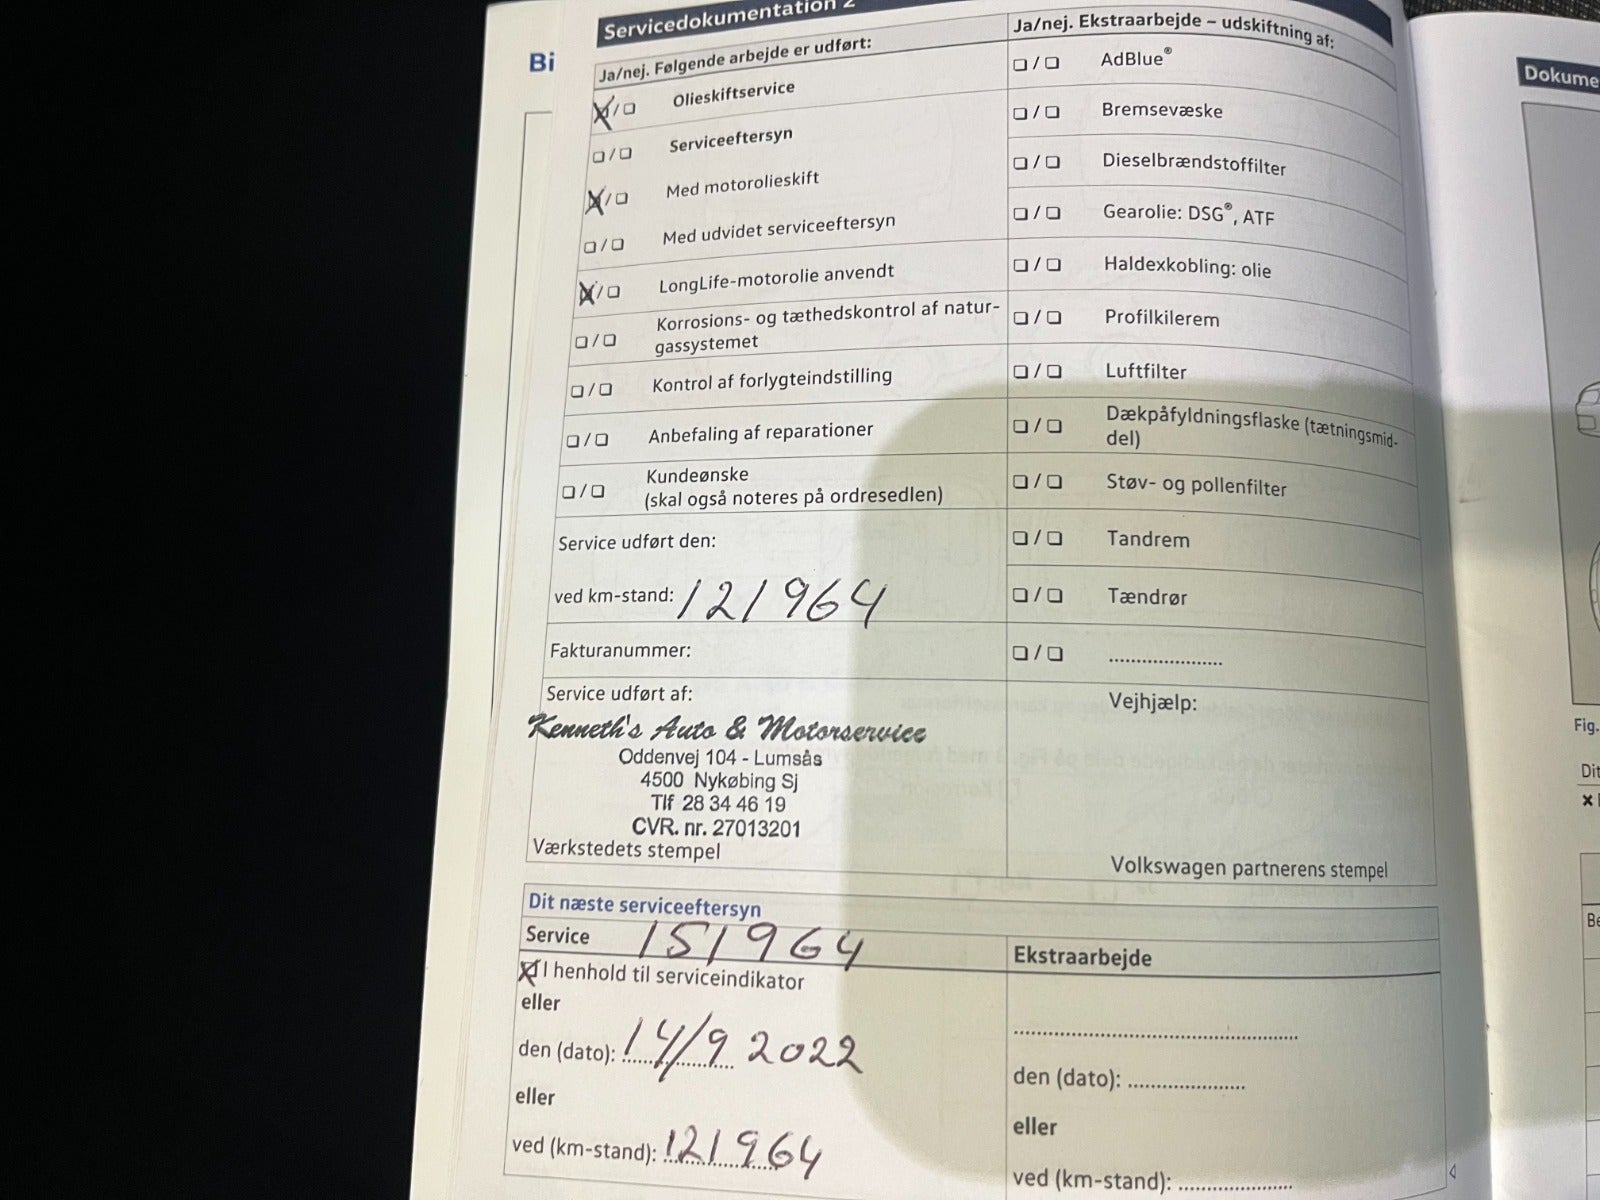 Bi
Servicedokumentation 2
Ja/nej. Følgende arbejde er udført:
☒/❏ Olieskiftservice
❏/❏ Serviceeftersyn
☒/❏ Med motorolieskift
❏/❏ Med udvidet serviceeftersyn
☒/❏ LongLife-motorolie anvendt
❏/❏ Korrosions- og tæthedskontrol af natur-
gassystemet
❏/❏ Kontrol af forlygteindstilling
❏/❏ Anbefaling af reparationer
❏/❏ Kundeønske
(skal også noteres på ordresedlen)
Service udført den:
ved km-stand: 121964
Fakturanummer:
Service udført af:
Kenneth's Auto & Motorservice
Oddenvej 104 - Lumsås
4500 Nykøbing Sj
Tlf 28 34 46 19
CVR. nr. 27013201
Værkstedets stempel
Ja/nej. Ekstraarbejde – udskiftning af:
❏/❏ AdBlue®
❏/❏ Bremsevæske
❏/❏ Dieselbrændstoffilter
❏/❏ Gearolie: DSG®, ATF
❏/❏ Haldexkobling: olie
❏/❏ Profilkilerem
❏/❏ Luftfilter
❏/❏ Dækpåfyldningsflaske (tætningsmid-
del)
❏/❏ Støv- og pollenfilter
❏/❏ Tandrem
❏/❏ Tændrør
❏/❏ ......................
Vejhjælp:
Volkswagen partnerens stempel
Dit næste serviceeftersyn
Service 151964
☒ I henhold til serviceindikator
eller
den (dato): 14/9 2022
eller
ved (km-stand): 121964
Ekstraarbejde
.....................................................
den (dato): ......................
eller
ved (km-stand): ......................
Dokume
Fig.
Dit
Be